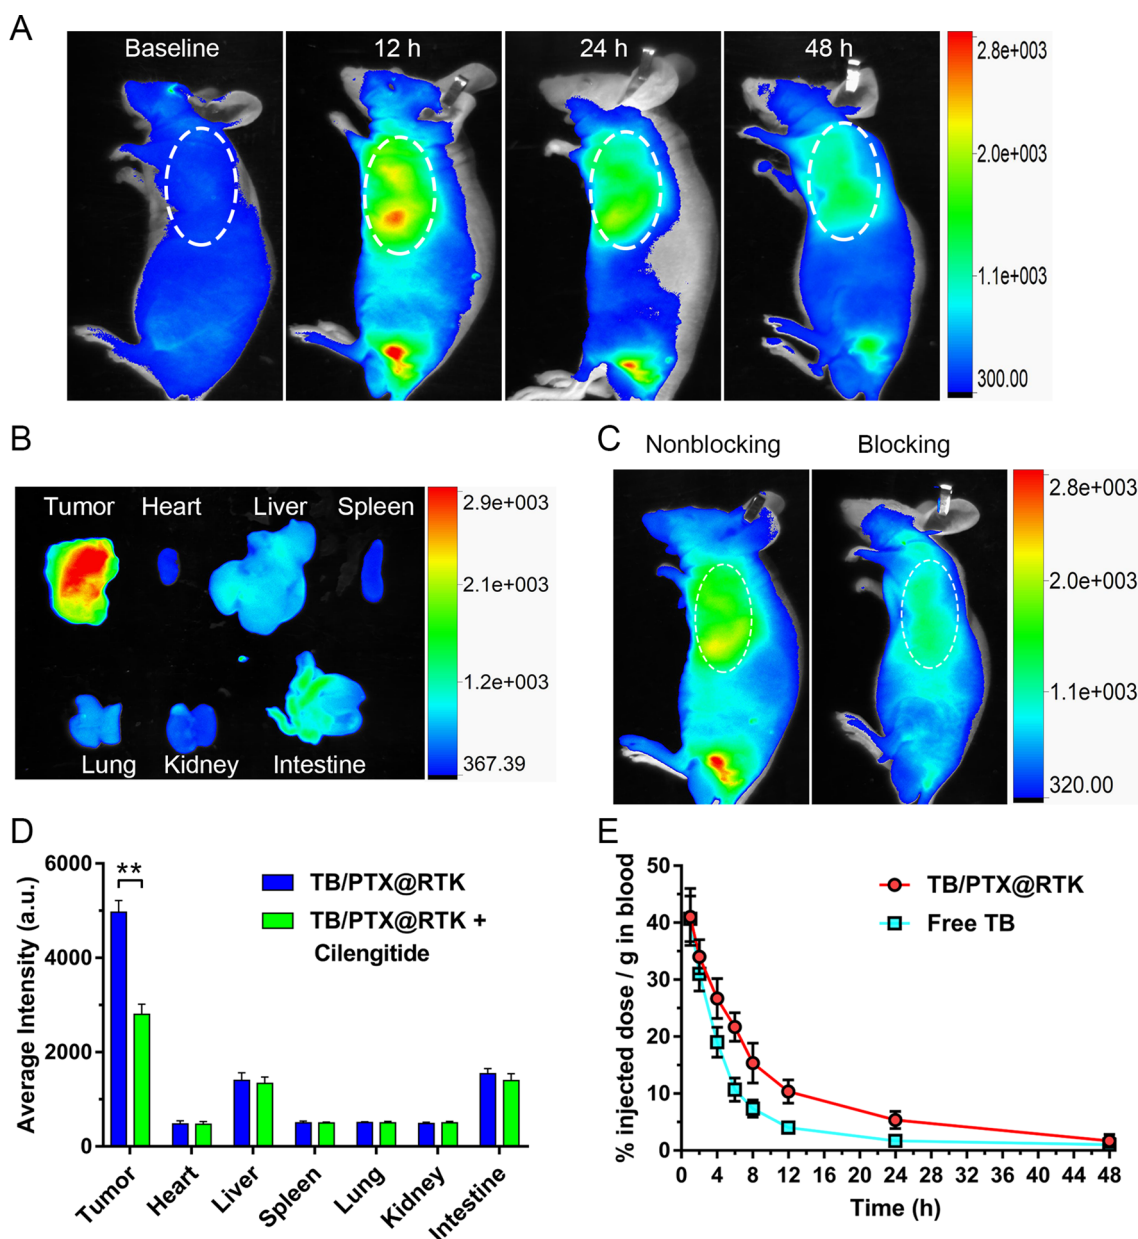 A
Baseline
12 h
24 h
48 h
2.8e+003
2.0e+003
1.1e+003
300.00
B
Tumor
Heart
Liver
Spleen
Lung
Kidney
Intestine
2.9e+003
2.1e+003
1.2e+003
367.39
C
Nonblocking
Blocking
2.8e+003
2.0e+003
1.1e+003
320.00
D
Average Intensity (a.u.)
6000
4000
2000
0
**
TB/PTX@RTK
TB/PTX@RTK +
Cilengitide
Tumor
Heart
Liver
Spleen
Lung
Kidney
Intestine
E
% injected dose / g in blood
50
40
30
20
10
0
TB/PTX@RTK
Free TB
0 4 8 12 16 20 24 28 32 36 40 44 48
Time (h)